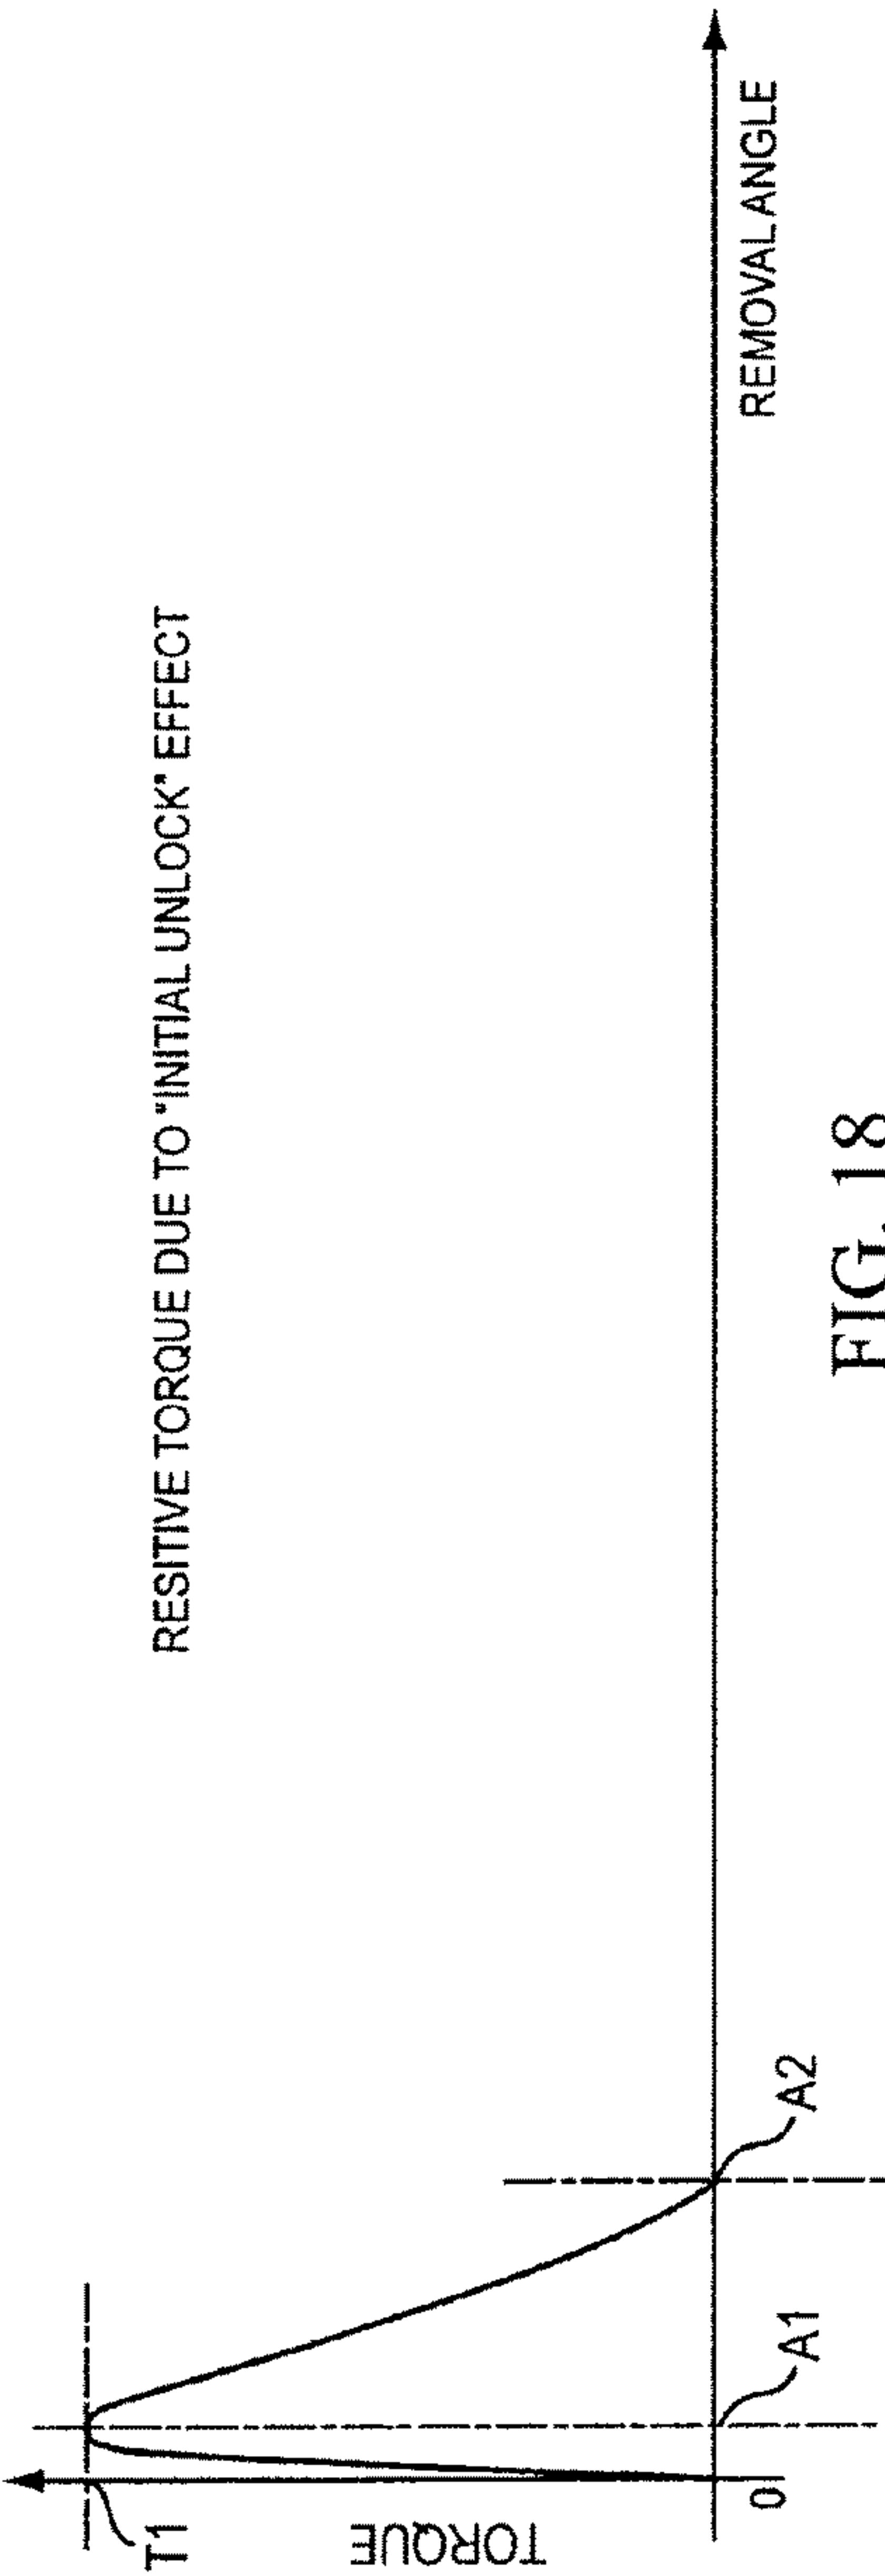 RESITIVE TORQUE DUE TO "INITIAL UNLOCK" EFFECT
T1
TORQUE
0
A1
A2
REMOVAL ANGLE
FIG. 18